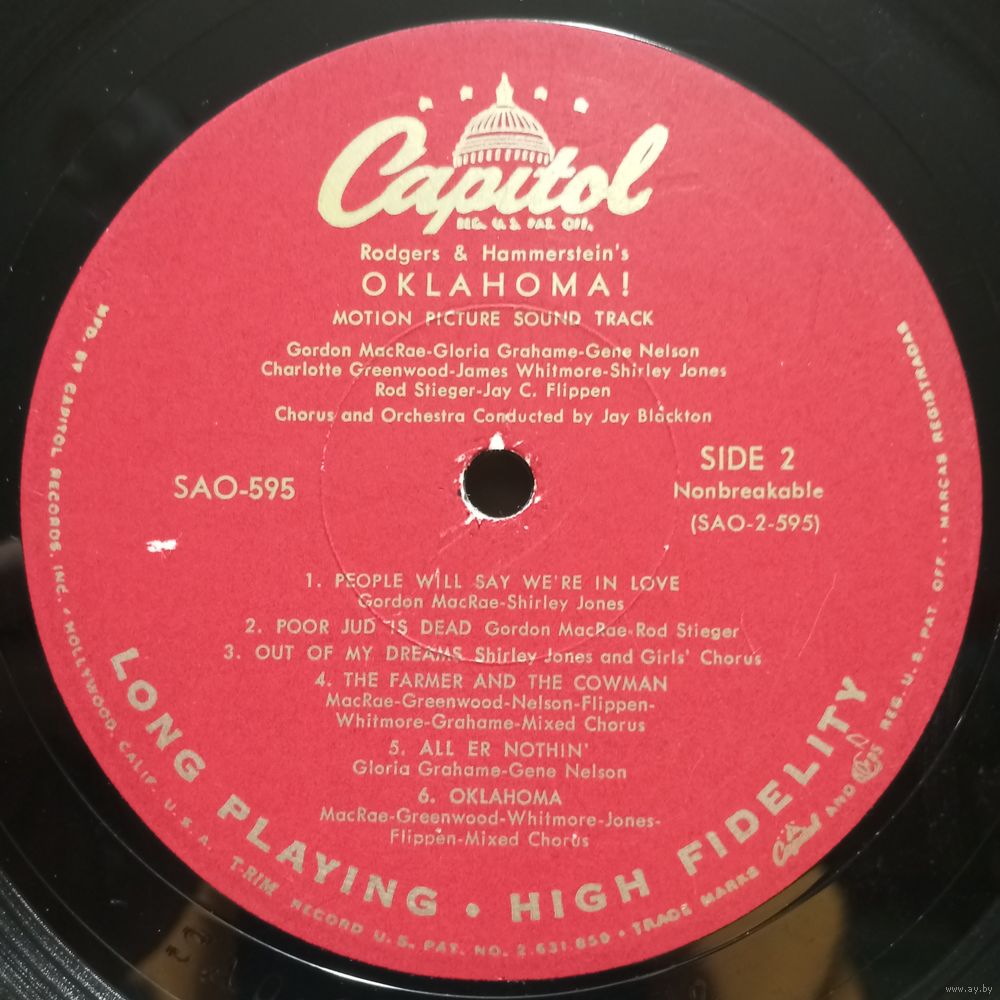 Capitol
REG. U.S. PAT. OFF.
Rodgers & Hammerstein's
OKLAHOMA!
MOTION PICTURE SOUND TRACK
Gordon MacRae-Gloria Grahame-Gene Nelson
Charlotte Greenwood-James Whitmore-Shirley Jones
Rod Stieger-Jay C. Flippen
Chorus and Orchestra Conducted by Jay Blackton
SAO-595
SIDE 2
Nonbreakable
(SAO-2-595)
1. PEOPLE WILL SAY WE'RE IN LOVE
Gordon MacRae-Shirley Jones
2. POOR JUD IS DEAD Gordon MacRae-Rod Stieger
3. OUT OF MY DREAMS Shirley Jones and Girls' Chorus
4. THE FARMER AND THE COWMAN
MacRae-Greenwood-Nelson-Flippen-
Whitmore-Grahame-Mixed Chorus
5. ALL ER NOTHIN'
Gloria Grahame-Gene Nelson
6. OKLAHOMA
MacRae-Greenwood-Whitmore-Jones-
Flippen-Mixed Chorus
LONG PLAYING • HIGH FIDELITY
MFD. BY CAPITOL RECORDS, INC. • HOLLYWOOD, CALIF. U.S.A. T-RIM RECORD U.S. PAT. NO. 2,631,859 • TRADE MARKS Capitol AND REG. U.S. PAT. OFF. • MARCAS REGISTRADAS
www.ay.by